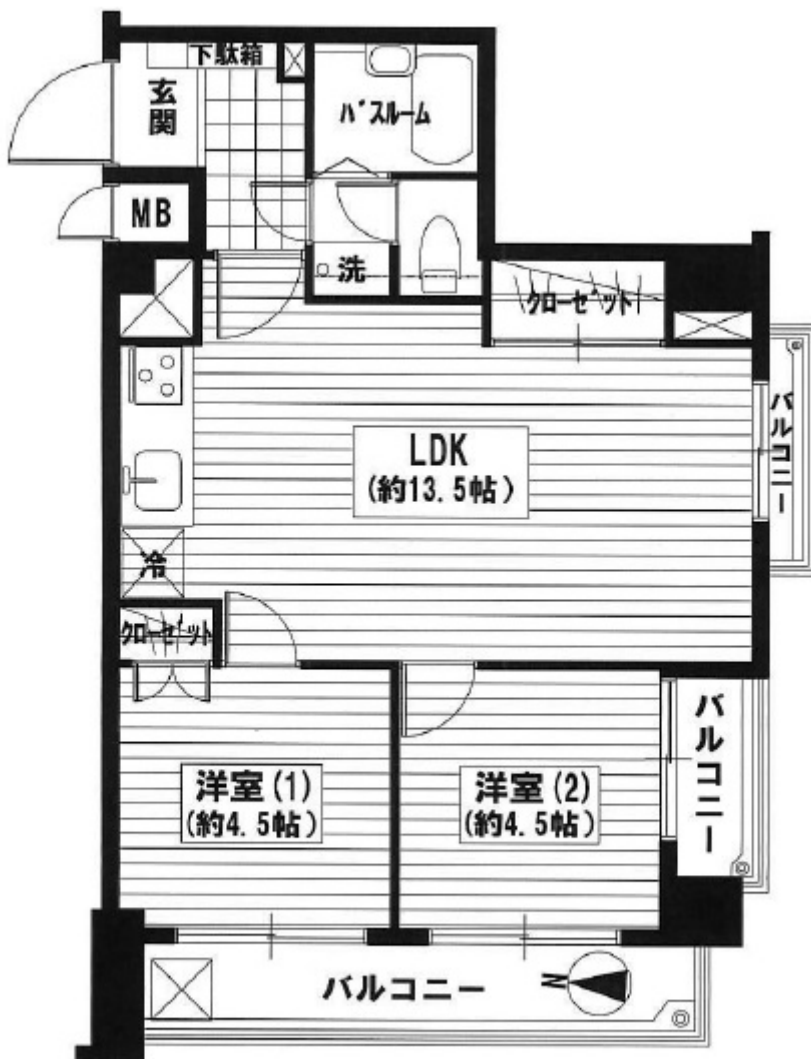 下駄箱
玄関
バスルーム
MB
洗
クローゼット
バルコニー
LDK
(約13.5帖)
冷
クローゼット
バルコニー
洋室(1)
(約4.5帖)
洋室(2)
(約4.5帖)
バルコニー
N